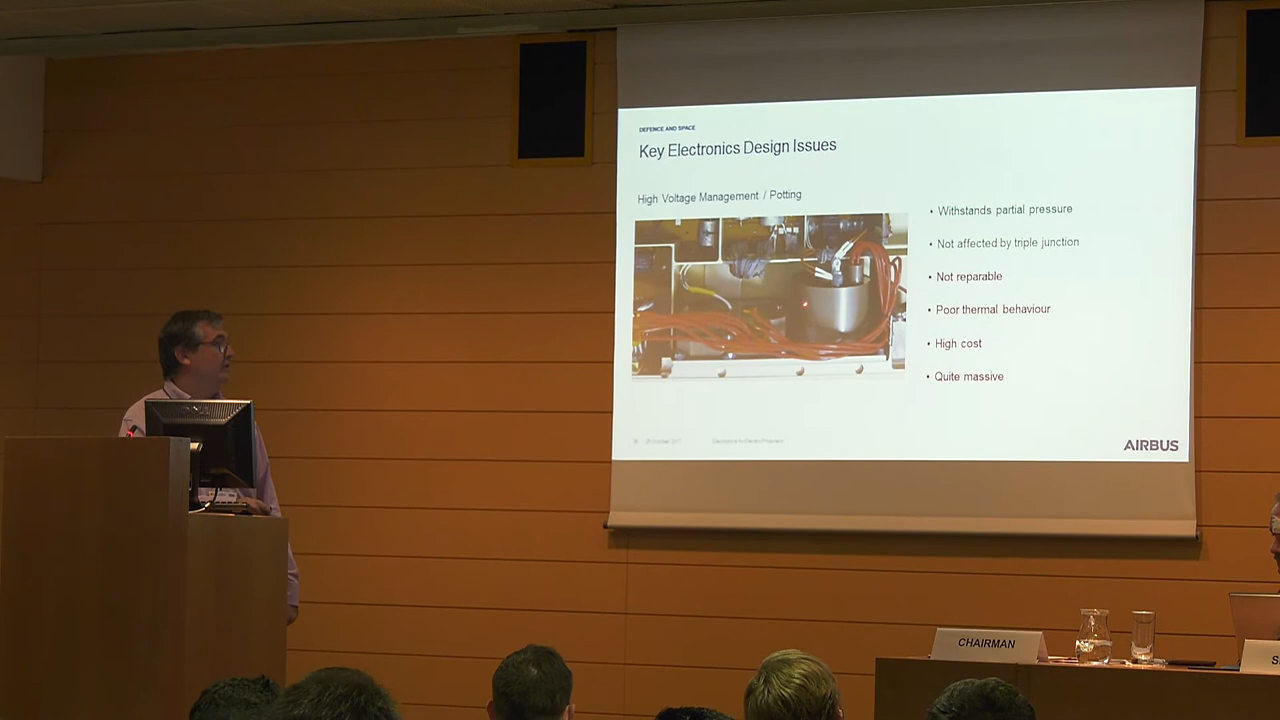 DEFENCE AND SPACE
Key Electronics Design Issues
High Voltage Management / Potting
• Withstands partial pressure
• Not affected by triple junction
• Not reparable
• Poor thermal behaviour
• High cost
• Quite massive
AIRBUS
CHAIRMAN
S